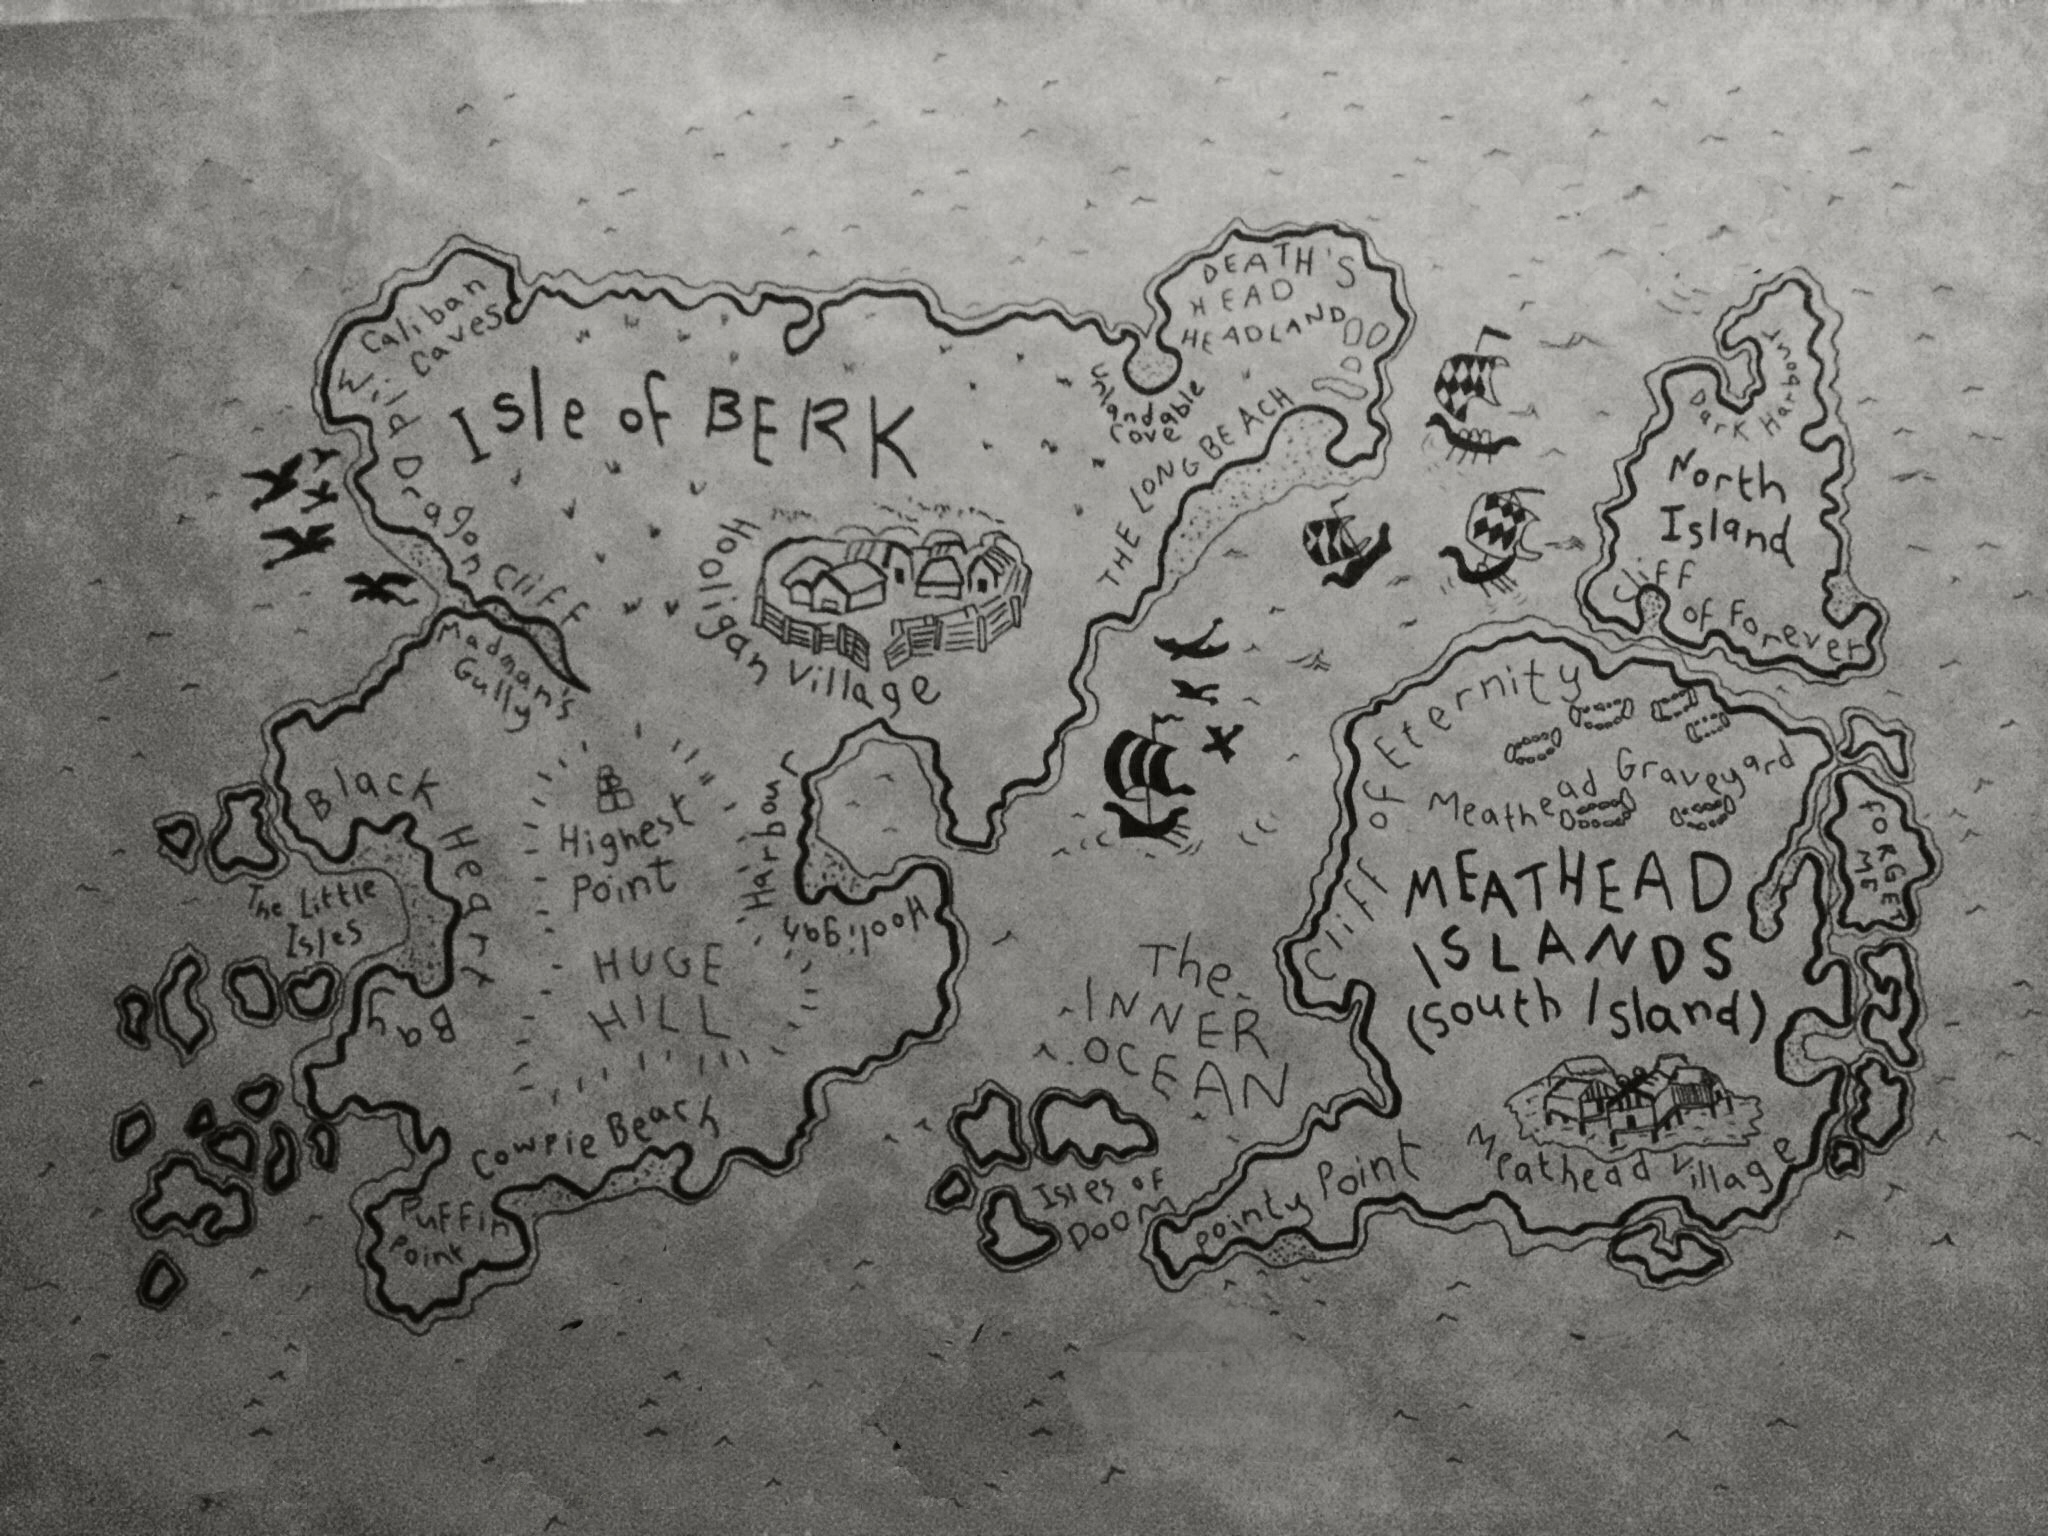 Caliban
Caves
Wild Dragon Cliff
Isle of BERK
DEATH'S
HEAD
HEADLAND
Unlandable
Cove
THE LONG BEACH
Hooligan Village
Madman's
Gully
Black Heart Bay
The Little
Isles
Highest
Point
HUGE
HILL
Hooligan Harbour
Cowpie Beach
Puffin
Point
The
INNER
OCEAN
Isles of
DOOM
Dark Harbour
North
Island
Cliff of Forever
Cliff of Eternity
Meathead Graveyard
MEATHEAD
ISLANDS
(South Island)
FORGET
ME
Meathead Village
Pointy Point